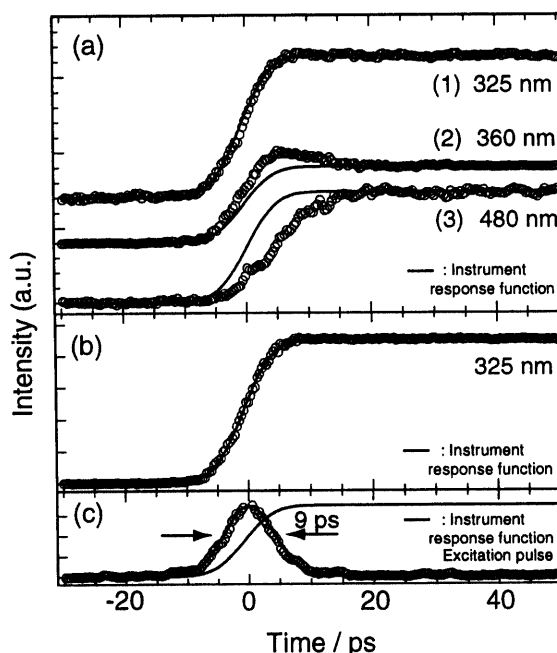 (a)
(1) 325 nm
(2) 360 nm
(3) 480 nm
: Instrument
response function
Intensity (a.u.)
(b)
325 nm
: Instrument
response function
(c)
9 ps
: Instrument
response function
Excitation pulse
-20 0 20 40
Time / ps